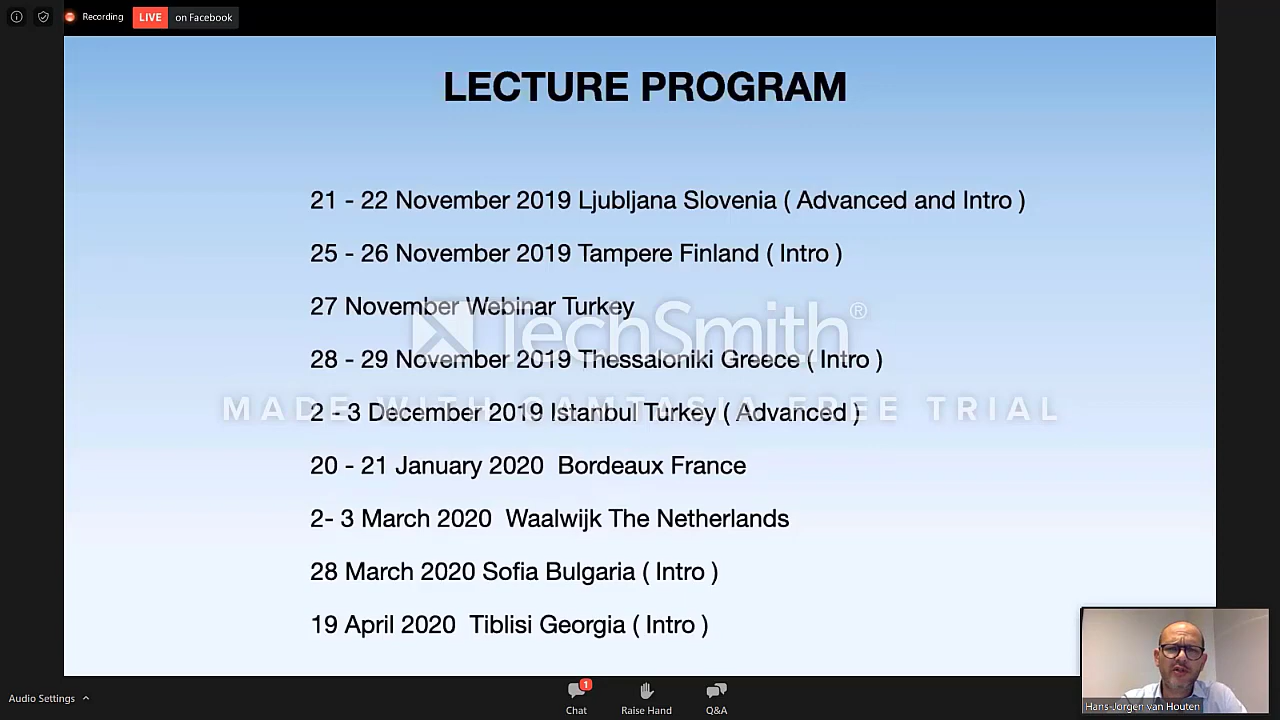 Recording
LIVE on Facebook
LECTURE PROGRAM
21 - 22 November 2019 Ljubljana Slovenia ( Advanced and Intro )
25 - 26 November 2019 Tampere Finland ( Intro )
27 November Webinar Turkey
TechSmith®
28 - 29 November 2019 Thessaloniki Greece ( Intro )
MADE WITH CAMTASIA FREE TRIAL
2 - 3 December 2019 Istanbul Turkey ( Advanced )
20 - 21 January 2020 Bordeaux France
2- 3 March 2020 Waalwijk The Netherlands
28 March 2020 Sofia Bulgaria ( Intro )
19 April 2020 Tiblisi Georgia ( Intro )
Hans-Jörgen van Houten
Audio Settings
1
Chat
Raise Hand
Q&A